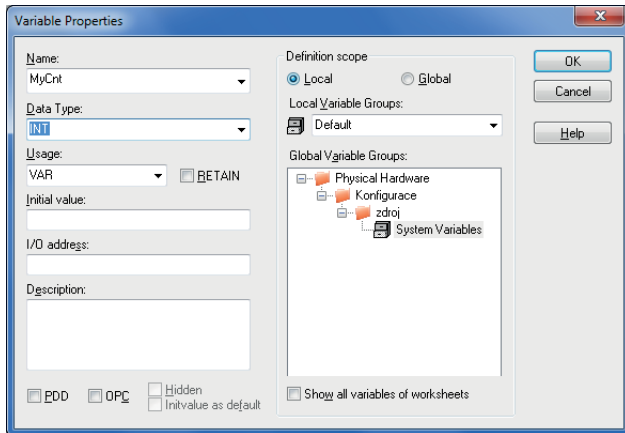 Variable Properties
Name:
MyCnt
Data Type:
INT
Usage:
VAR
RETAIN
Initial value:
I/O address:
Description:
PDD
OPC
Hidden
Initvalue as default
Definition scope
Local
Global
Local Variable Groups:
Default
Global Variable Groups:
Physical Hardware
Konfigurace
zdroj
System Variables
Show all variables of worksheets
OK
Cancel
Help